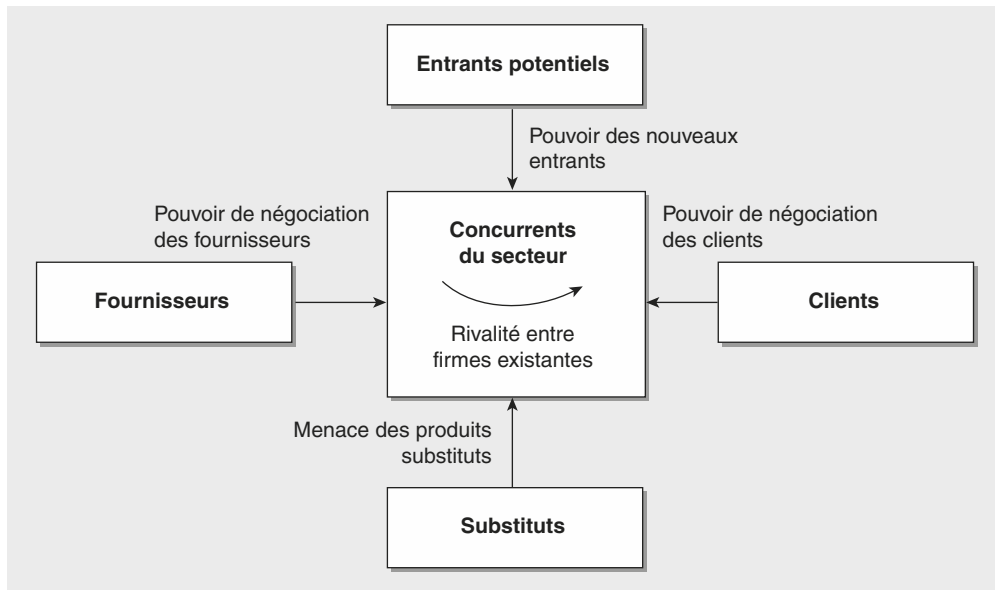 Entrants potentiels
Pouvoir des nouveaux
entrants
Pouvoir de négociation
des fournisseurs
Fournisseurs
Concurrents
du secteur
Rivalité entre
firmes existantes
Pouvoir de négociation
des clients
Clients
Menace des produits
substituts
Substituts